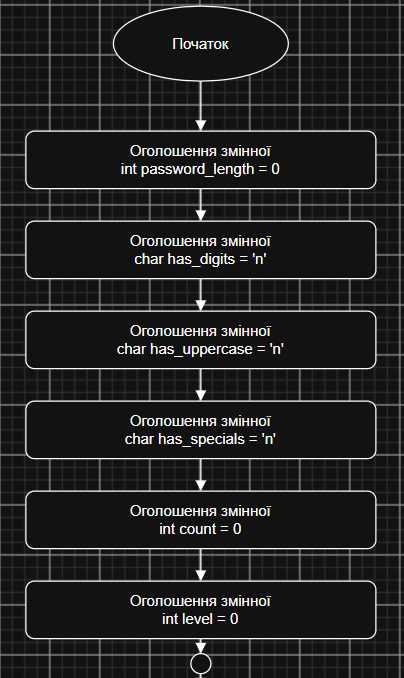 Початок
Оголошення змінної
int password_length = 0
Оголошення змінної
char has_digits = 'n'
Оголошення змінної
char has_uppercase = 'n'
Оголошення змінної
char has_specials = 'n'
Оголошення змінної
int count = 0
Оголошення змінної
int level = 0